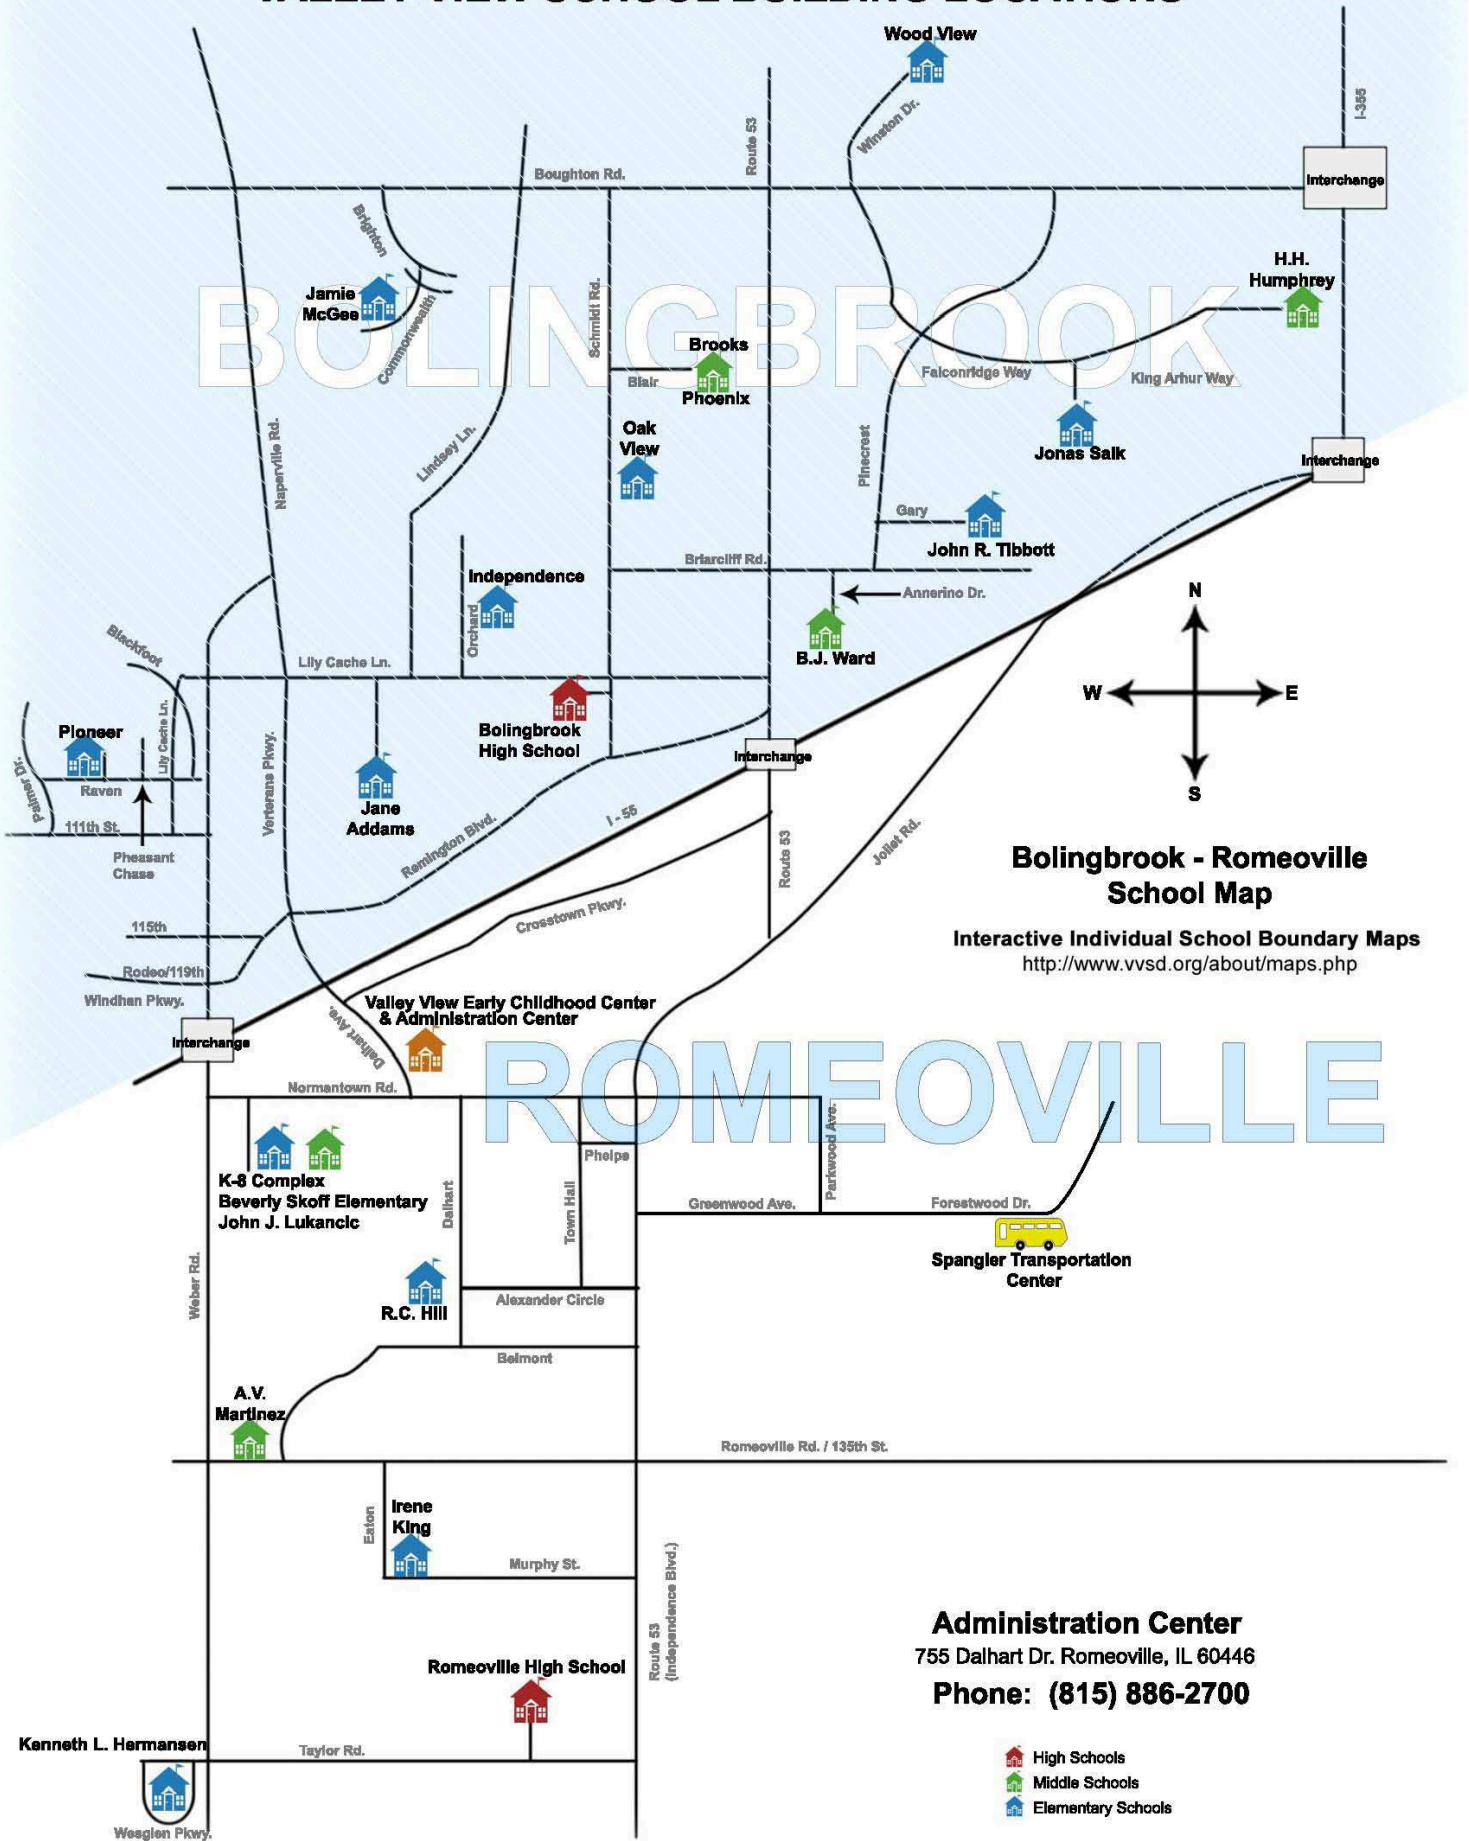 VALLEY VIEW SCHOOL BUILDING LOCATIONS
Wood View
Winston Dr.
Route 53
I-355
Boughton Rd.
Interchange
Brighton
H.H.
Humphrey
Jamie
McGee
BOLINGBROOK
Commonwealth
Schmidt Rd.
Brooks
Blair
Phoenix
Falconridge Way
King Arhur Way
Oak
View
Naperville Rd.
Lindsey Ln.
Pinecrest
Jonas Salk
Interchange
Gary
John R. Tibbott
Briarcliff Rd.
Independence
Orchard
Annerino Dr.
N
Blackfoot
Lily Cache Ln.
B.J. Ward
W
E
Pioneer
Lily Cache Ln.
Bolingbrook
High School
Verterans Pkwy.
Interchange
Palmer Dr.
Raven
S
Jane
Addams
111th St.
I - 55
Remington Blvd.
Route 53
Joliet Rd.
Pheasant
Chase
Bolingbrook - Romeoville
School Map
Crosstown Pkwy.
115th
Interactive Individual School Boundary Maps
http://www.vvsd.org/about/maps.php
Rodeo/119th
Windhan Pkwy.
Valley View Early Childhood Center
& Administration Center
Dalhart Ave.
Interchange
ROMEOVILLE
Normantown Rd.
Phelps
Parkwood Ave.
K-8 Complex
Beverly Skoff Elementary
John J. Lukancic
Dalhart
Town Hall
Greenwood Ave.
Forestwood Dr.
Spangler Transportation
Center
Weber Rd.
R.C. Hill
Alexander Circle
Belmont
A.V.
Martinez
Romeoville Rd. / 135th St.
Eaton
Irene
King
Murphy St.
Route 53
(Independence Blvd.)
Administration Center
755 Dalhart Dr. Romeoville, IL 60446
Phone: (815) 886-2700
Romeoville High School
Kenneth L. Hermansen
Taylor Rd.
High Schools
Middle Schools
Elementary Schools
Wesglen Pkwy.